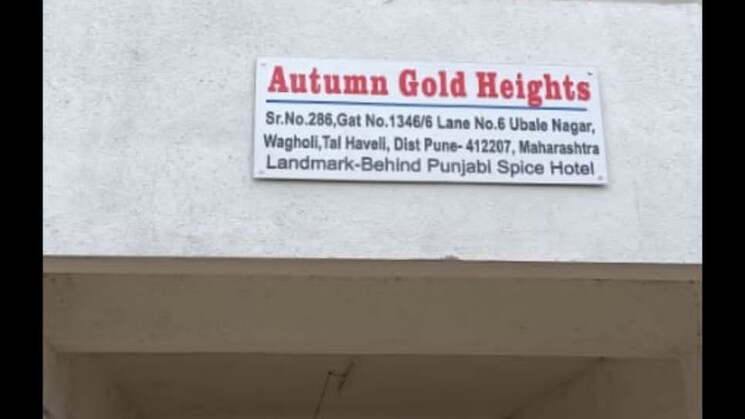 Autumn Gold Heights
Sr.No.286,Gat No.1346/6 Lane No.6 Ubale Nagar,
Wagholi,Tal Haveli, Dist Pune- 412207, Maharashtra
Landmark-Behind Punjabi Spice Hotel